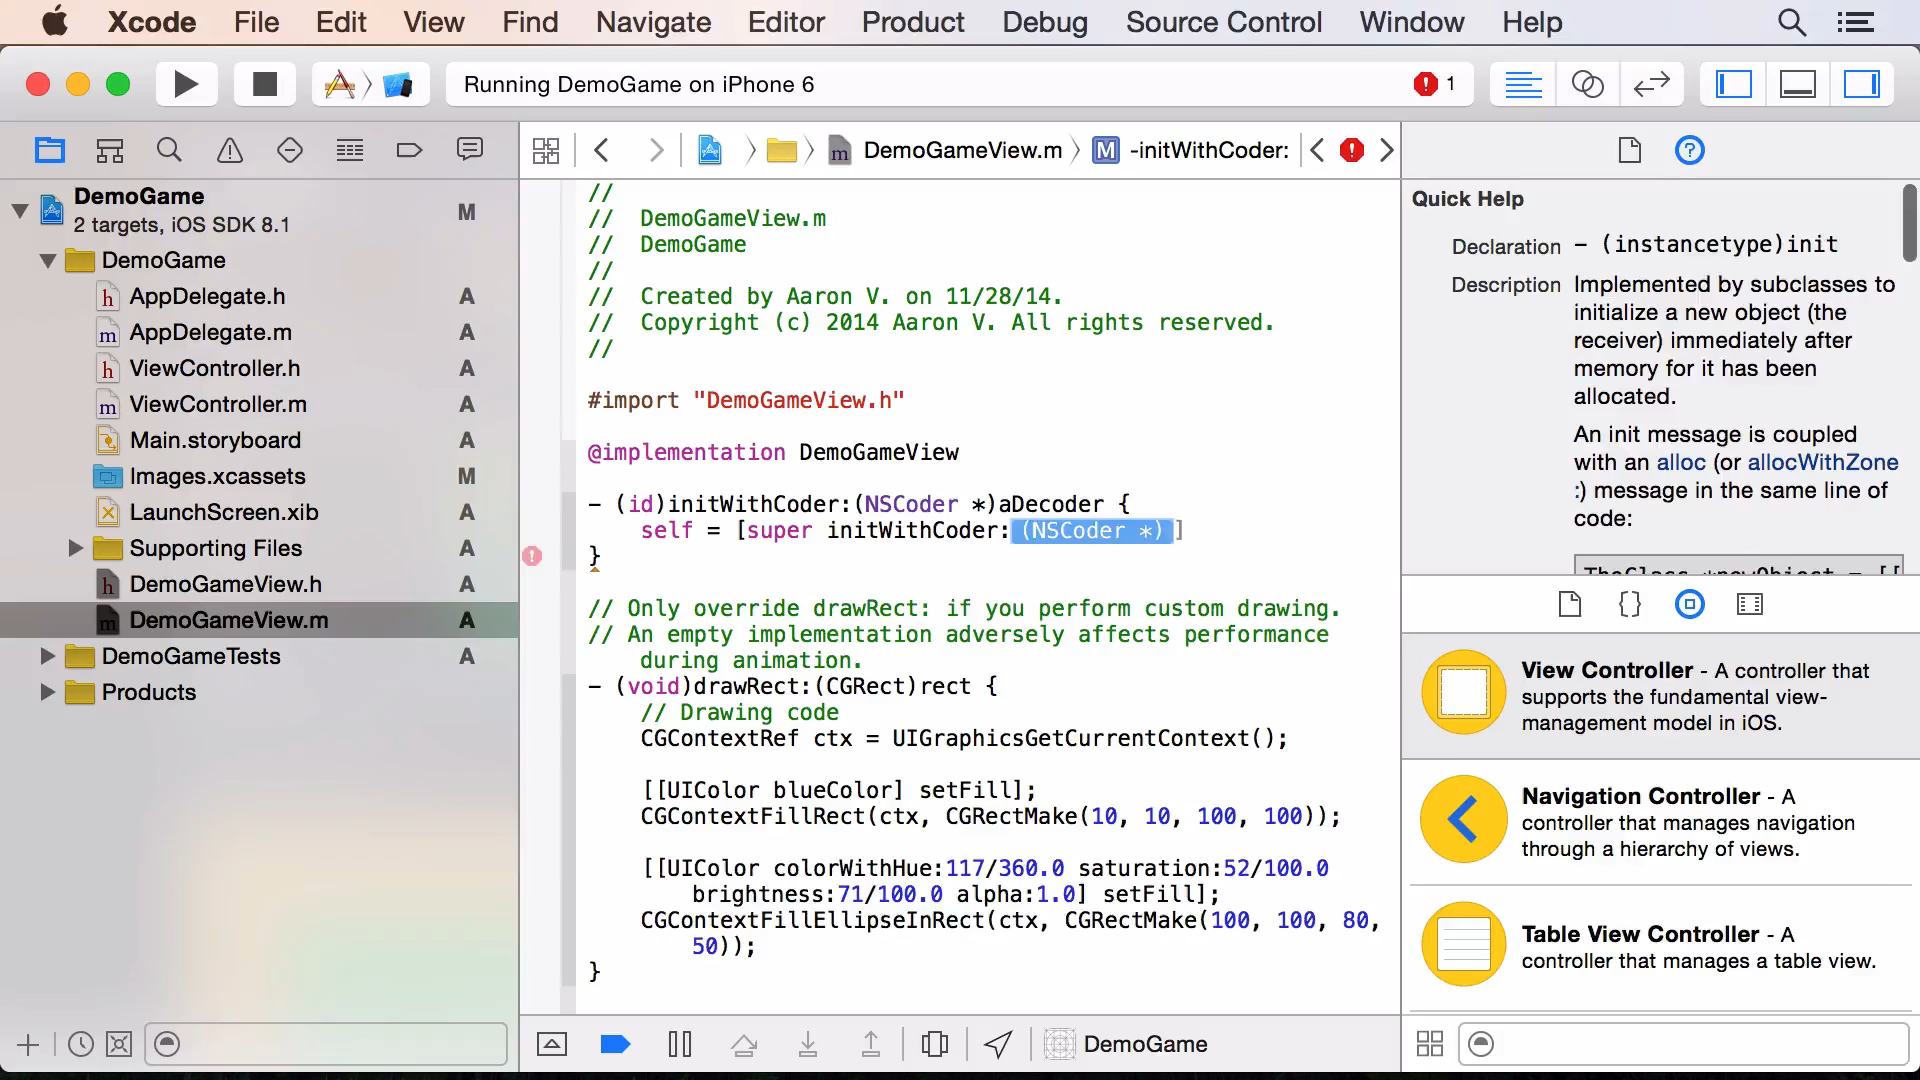 Xcode File Edit View Find Navigate Editor Product Debug Source Control Window Help
Running DemoGame on iPhone 6
1
DemoGameView.m
M
-initWithCoder:
DemoGame
M
2 targets, iOS SDK 8.1
DemoGame
h AppDelegate.h A
m AppDelegate.m A
h ViewController.h A
m ViewController.m A
Main.storyboard A
Images.xcassets M
LaunchScreen.xib A
Supporting Files A
h DemoGameView.h A
m DemoGameView.m A
DemoGameTests A
Products
//
// DemoGameView.m
// DemoGame
//
// Created by Aaron V. on 11/28/14.
// Copyright (c) 2014 Aaron V. All rights reserved.
//
#import "DemoGameView.h"
@implementation DemoGameView
- (id)initWithCoder:(NSCoder *)aDecoder {
self = [super initWithCoder:(NSCoder *)]
}
// Only override drawRect: if you perform custom drawing.
// An empty implementation adversely affects performance
during animation.
- (void)drawRect:(CGRect)rect {
// Drawing code
CGContextRef ctx = UIGraphicsGetCurrentContext();
[[UIColor blueColor] setFill];
CGContextFillRect(ctx, CGRectMake(10, 10, 100, 100));
[[UIColor colorWithHue:117/360.0 saturation:52/100.0
brightness:71/100.0 alpha:1.0] setFill];
CGContextFillEllipseInRect(ctx, CGRectMake(100, 100, 80,
50));
}
DemoGame
Quick Help
Declaration - (instancetype)init
Description Implemented by subclasses to
initialize a new object (the
receiver) immediately after
memory for it has been
allocated.
An init message is coupled
with an alloc (or allocWithZone
:) message in the same line of
code:
View Controller - A controller that
supports the fundamental view-
management model in iOS.
Navigation Controller - A
controller that manages navigation
through a hierarchy of views.
Table View Controller - A
controller that manages a table view.